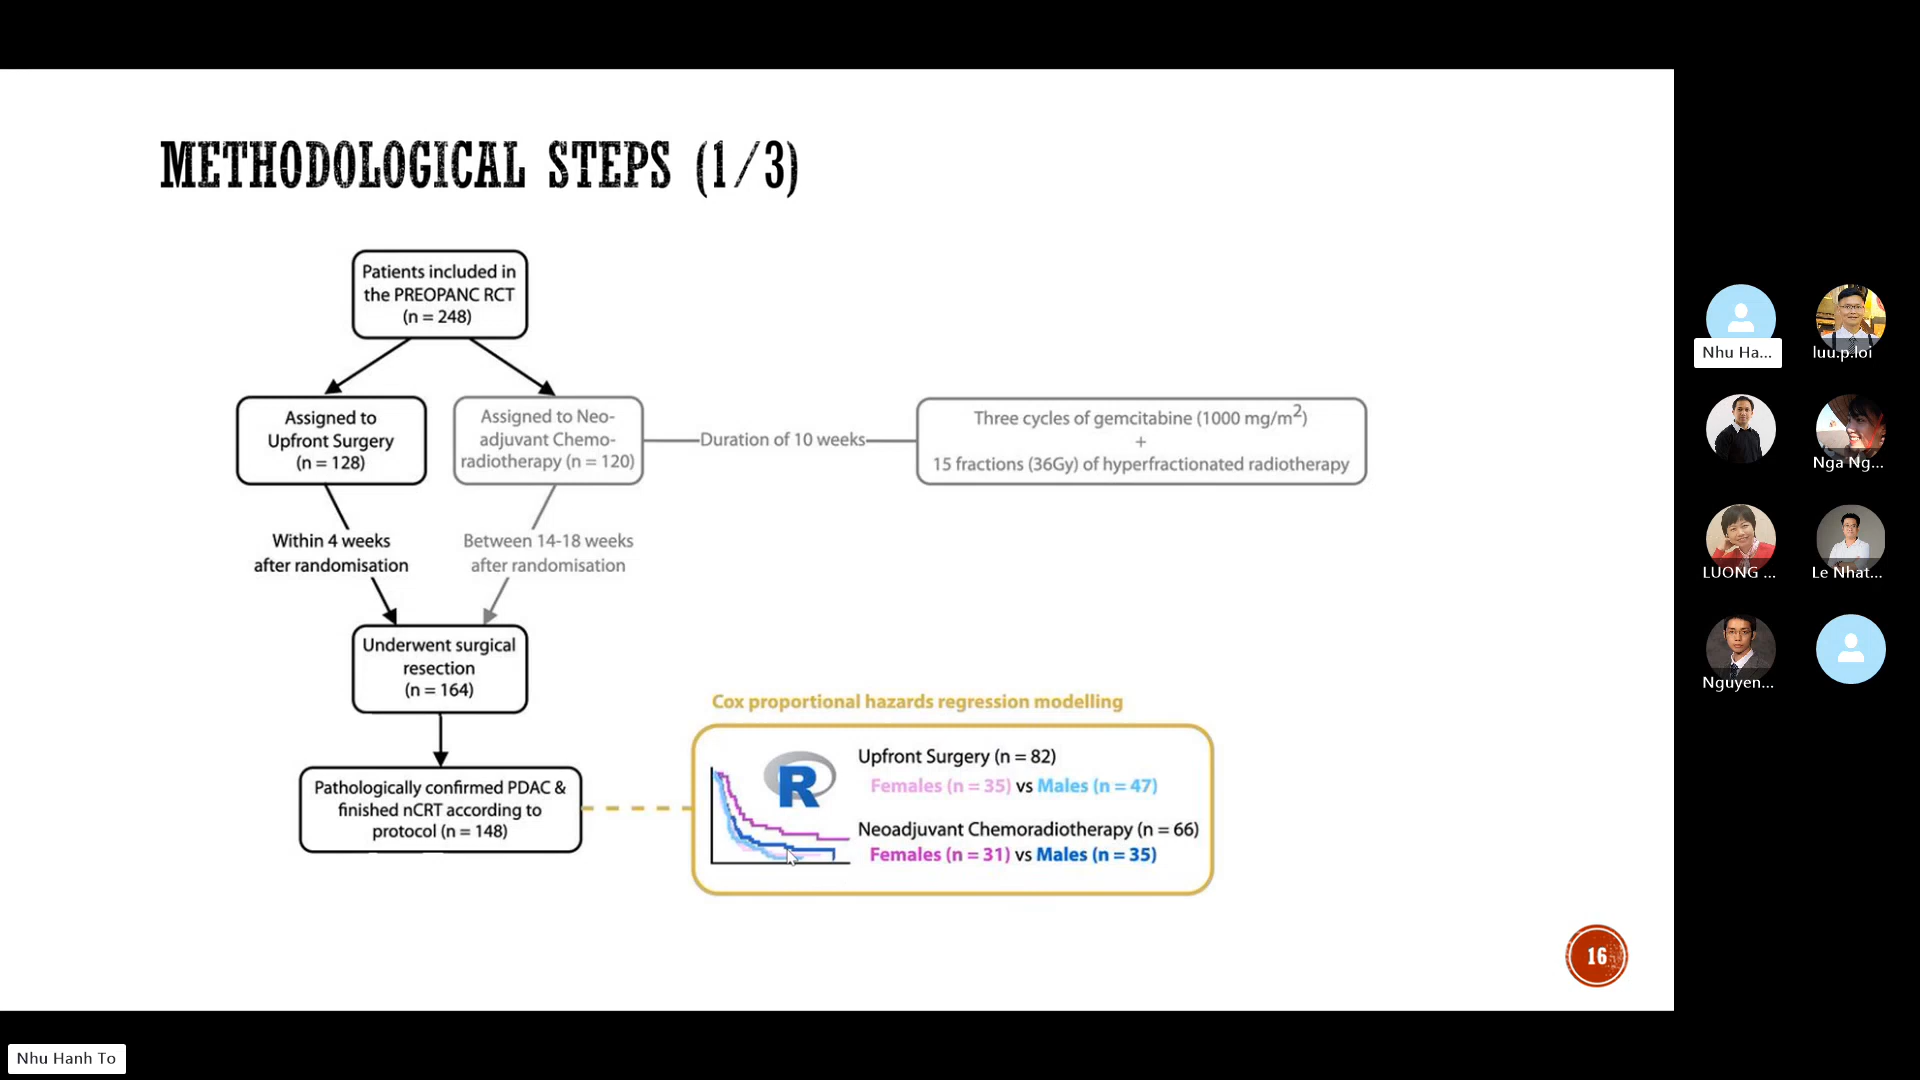 METHODOLOGICAL STEPS (1/3)
Patients included in
the PREOPANC RCT
(n = 248)
Assigned to
Upfront Surgery
(n = 128)
Assigned to Neo-
adjuvant Chemo-
radiotherapy (n = 120)
Duration of 10 weeks
Three cycles of gemcitabine (1000 mg/m²)
+
15 fractions (36Gy) of hyperfractionated radiotherapy
Within 4 weeks
after randomisation
Between 14-18 weeks
after randomisation
Underwent surgical
resection
(n = 164)
Pathologically confirmed PDAC &
finished nCRT according to
protocol (n = 148)
Cox proportional hazards regression modelling
R
Upfront Surgery (n = 82)
Females (n = 35) vs Males (n = 47)
Neoadjuvant Chemoradiotherapy (n = 66)
Females (n = 31) vs Males (n = 35)
16
Nhu Ha...
luu.p.loi
Nga Ng...
LUONG ...
Le Nhat...
Nguyen...
Nhu Hanh To